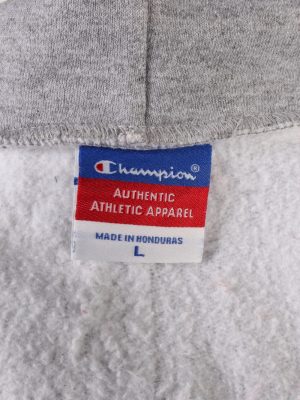 Champion®
AUTHENTIC
ATHLETIC APPAREL
MADE IN HONDURAS
L